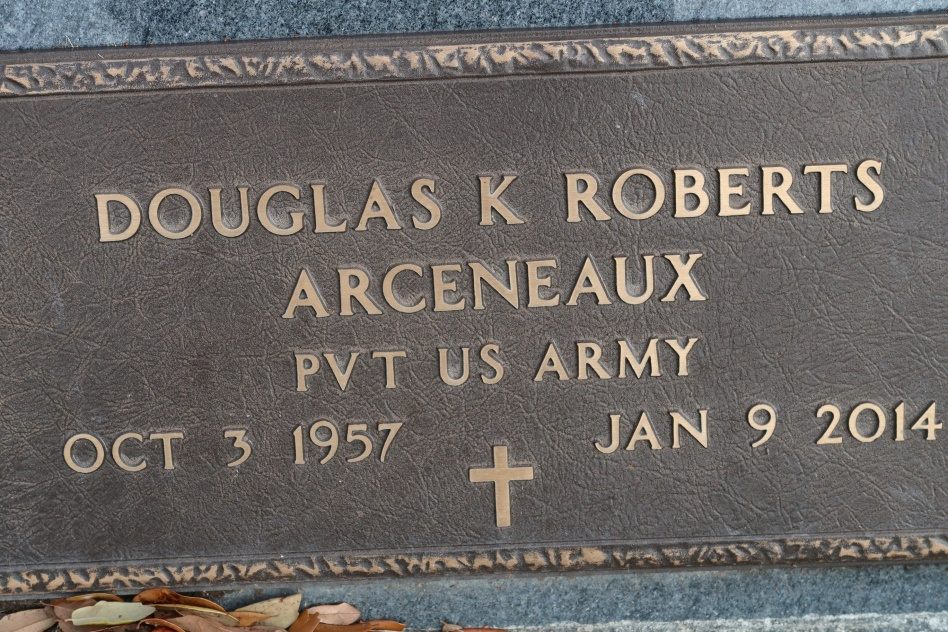 DOUGLAS K ROBERTS
ARCENEAUX
PVT US ARMY
OCT 3 1957 JAN 9 2014